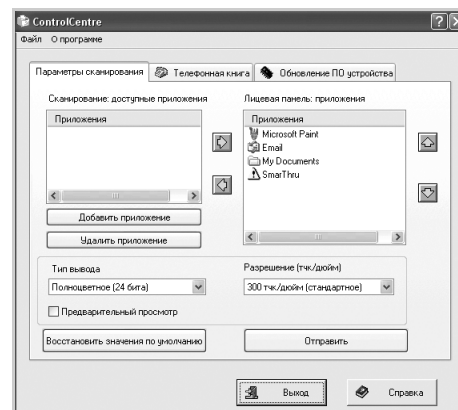 ControlCentre
Файл О программе
Параметры сканирования Телефонная книга Обновление ПО устройства
Сканирование: доступные приложения Лицевая панель: приложения
Приложения Приложения
Microsoft Paint
Email
My Documents
SmarThru
Добавить приложение
Удалить приложение
Тип вывода Разрешение (тчк/дюйм)
Полноцветное (24 бита) 300 тчк/дюйм (стандартное)
Предварительный просмотр
Восстановить значения по умолчанию Отправить
Выход Справка